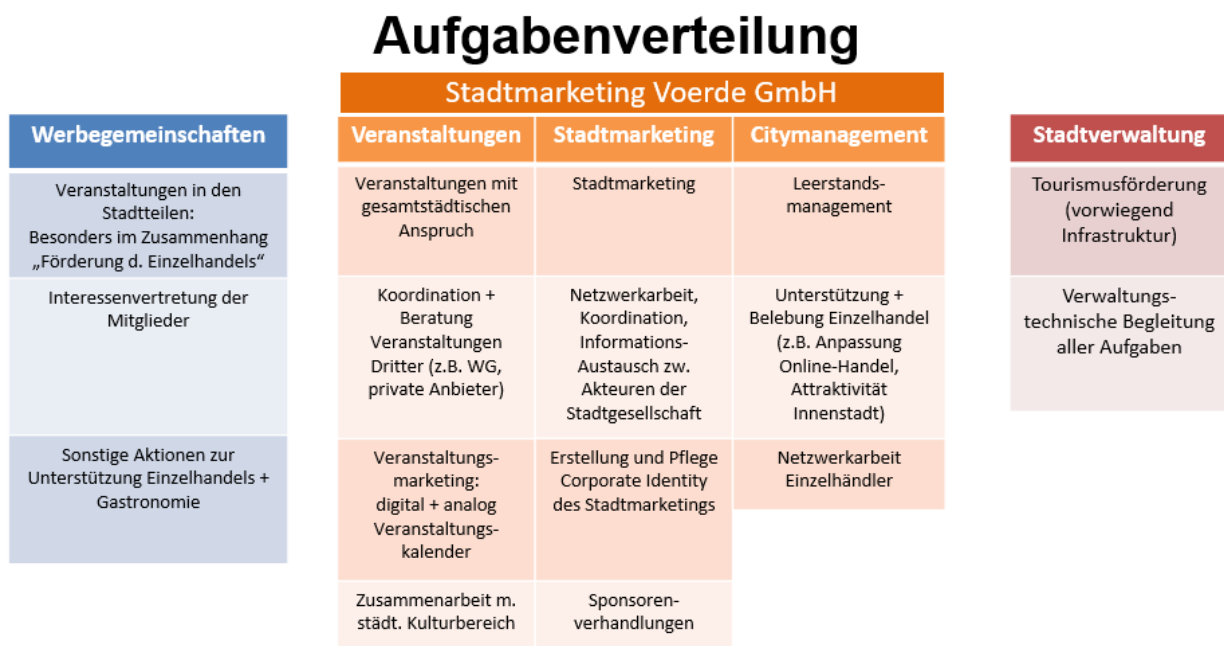 Aufgabenverteilung
Stadtmarketing Voerde GmbH
Werbegemeinschaften
Veranstaltungen in den
Stadtteilen:
Besonders im Zusammenhang
„Förderung d. Einzelhandels“
Interessenvertretung der
Mitglieder
Sonstige Aktionen zur
Unterstützung Einzelhandels +
Gastronomie
Veranstaltungen
Veranstaltungen mit
gesamtstädtischen
Anspruch
Koordination +
Beratung
Veranstaltungen
Dritter (z.B. WG,
private Anbieter)
Veranstaltungs-
marketing:
digital + analog
Veranstaltungs-
kalender
Zusammenarbeit m.
städt. Kulturbereich
Stadtmarketing
Stadtmarketing
Netzwerkarbeit,
Koordination,
Informations-
Austausch zw.
Akteuren der
Stadtgesellschaft
Erstellung und Pflege
Corporate Identity
des Stadtmarketings
Sponsoren-
verhandlungen
Citymanagement
Leerstands-
management
Unterstützung +
Belebung Einzelhandel
(z.B. Anpassung
Online-Handel,
Attraktivität
Innenstadt)
Netzwerkarbeit
Einzelhändler
Stadtverwaltung
Tourismusförderung
(vorwiegend
Infrastruktur)
Verwaltungs-
technische Begleitung
aller Aufgaben